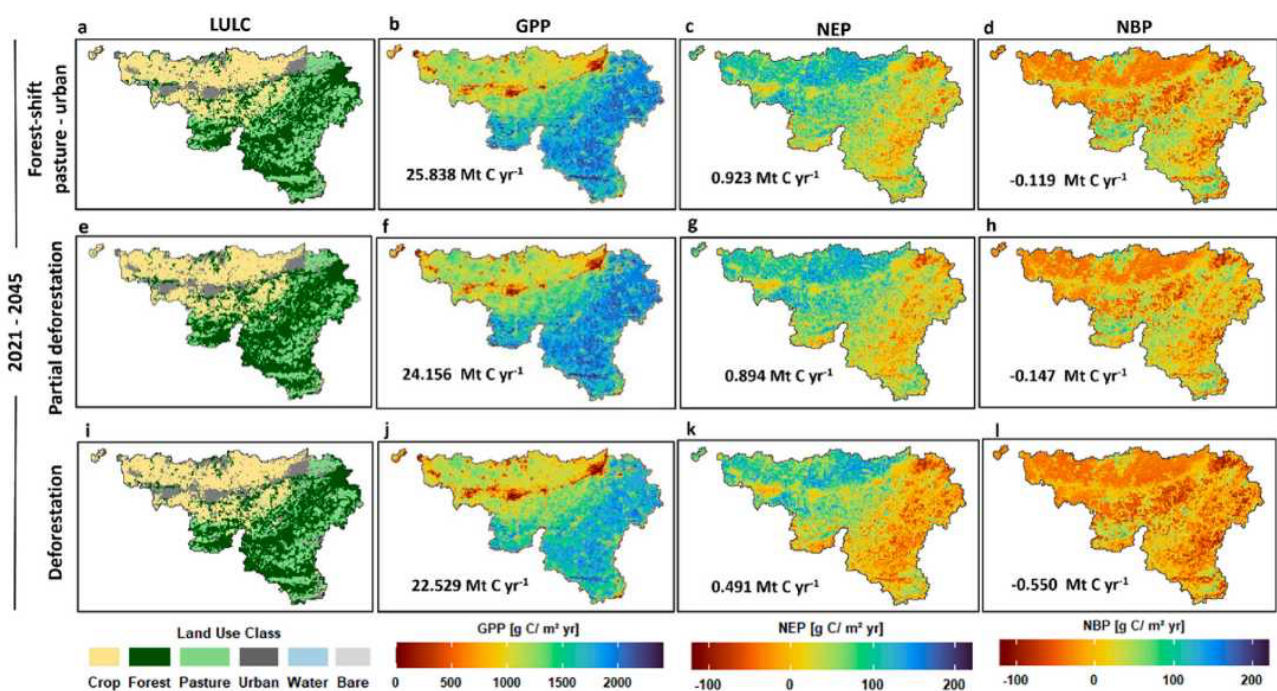 LULC GPP NEP NBP
a b c d
2021 - 2045
Forest-shift
pasture - urban
25.838 Mt C yr⁻¹ 0.923 Mt C yr⁻¹ -0.119 Mt C yr⁻¹
e f g h
Partial deforestation
24.156 Mt C yr⁻¹ 0.894 Mt C yr⁻¹ -0.147 Mt C yr⁻¹
i j k l
Deforestation
22.529 Mt C yr⁻¹ 0.491 Mt C yr⁻¹ -0.550 Mt C yr⁻¹
Land Use Class
Crop Forest Pasture Urban Water Bare
GPP [g C/ m² yr]
0 500 1000 1500 2000
NEP [g C/ m² yr]
-100 0 100 200
NBP [g C/ m² yr]
-100 0 100 200